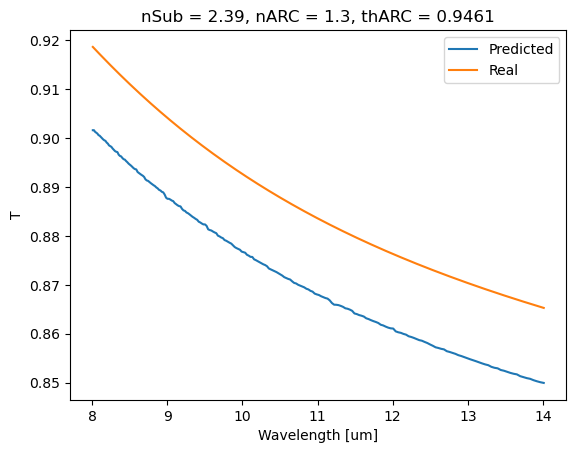 nSub = 2.39, nARC = 1.3, thARC = 0.9461
Predicted
Real
T
0.92
0.91
0.90
0.89
0.88
0.87
0.86
0.85
8 9 10 11 12 13 14
Wavelength [um]